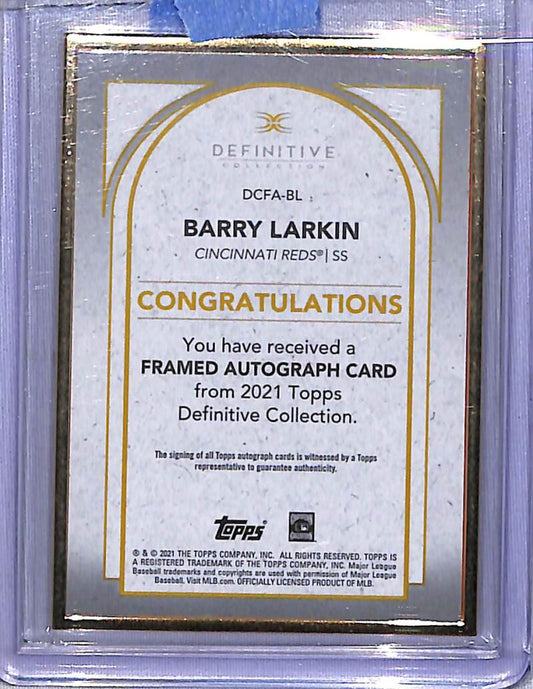 DEFINITIVE
COLLECTION
DCFA-BL
BARRY LARKIN
CINCINNATI REDS® | SS
CONGRATULATIONS
You have received a
FRAMED AUTOGRAPH CARD
from 2021 Topps
Definitive Collection.
The signing of all Topps autograph cards is witnessed by a Topps
representative to guarantee authenticity.
topps
® & © 2021 THE TOPPS COMPANY, INC. ALL RIGHTS RESERVED. TOPPS IS
A REGISTERED TRADEMARK OF THE TOPPS COMPANY, INC. Major League
Baseball trademarks and copyrights are used with permission of Major League
Baseball. Visit MLB.com. OFFICIALLY LICENSED PRODUCT OF MLB.